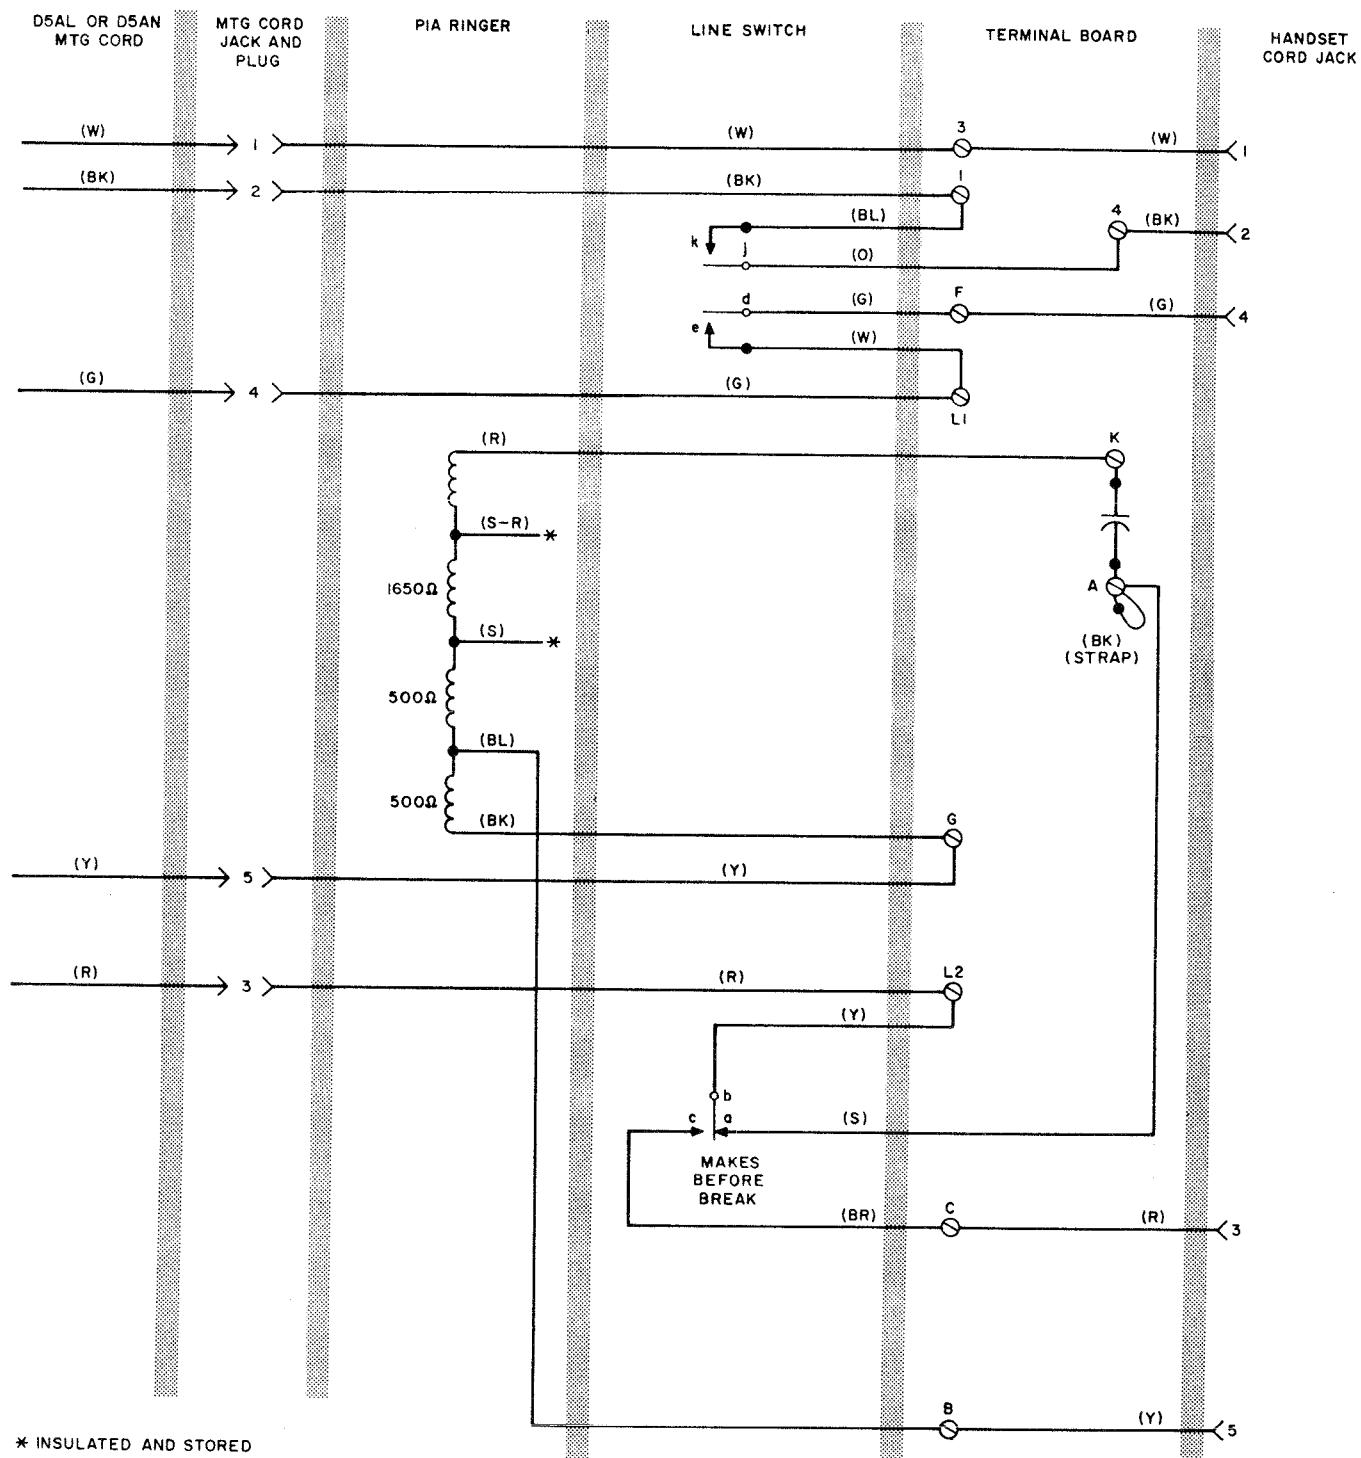 D5AL OR D5AN
MTG CORD
MTG CORD
JACK AND
PLUG
PIA RINGER
LINE SWITCH
TERMINAL BOARD
HANDSET
CORD JACK
(W)
1
(W)
3
(W)
1
(BK)
2
(BK)
1
(BL)
4
(BK)
2
k
j
(O)
d
(G)
F
(G)
4
e
(W)
(G)
4
(G)
L1
(R)
K
(S-R)
*
1650Ω
A
(S)
*
(BK)
(STRAP)
500Ω
(BL)
500Ω
(BK)
G
(Y)
5
(Y)
(R)
3
(R)
L2
(Y)
b
c
a
(S)
MAKES
BEFORE
BREAK
(BR)
C
(R)
3
B
(Y)
5
* INSULATED AND STORED